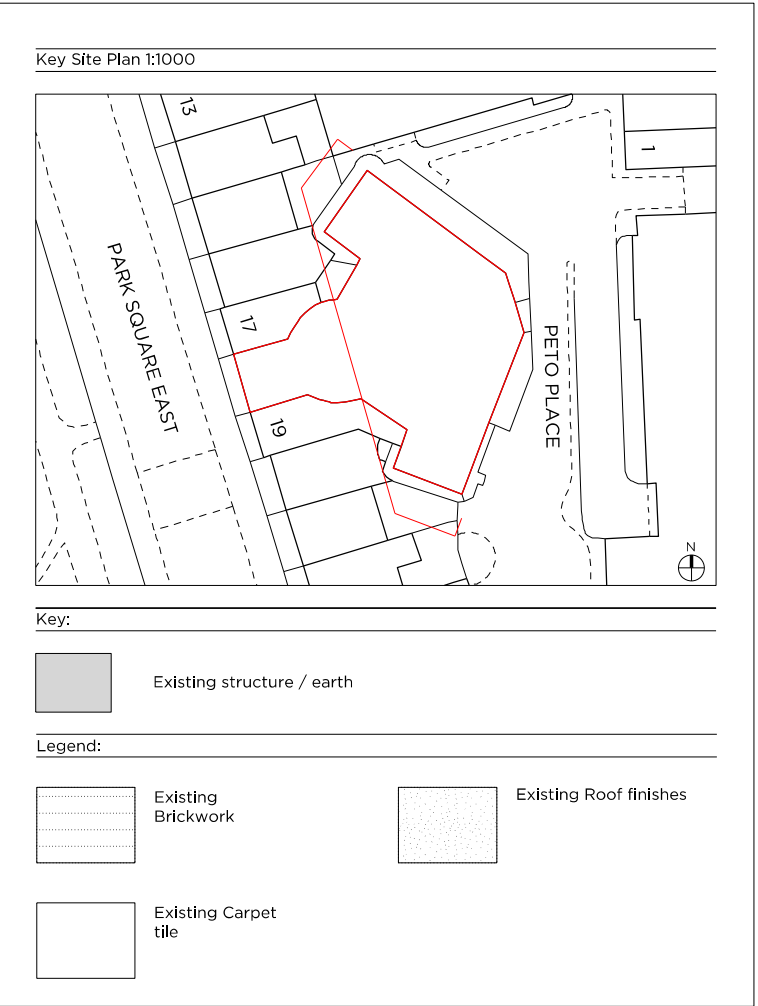 Key Site Plan 1:1000
13
1
PARK SQUARE EAST
17
PETO PLACE
19
N
Key:
Existing structure / earth
Legend:
Existing
Brickwork
Existing Roof finishes
Existing Carpet
tile